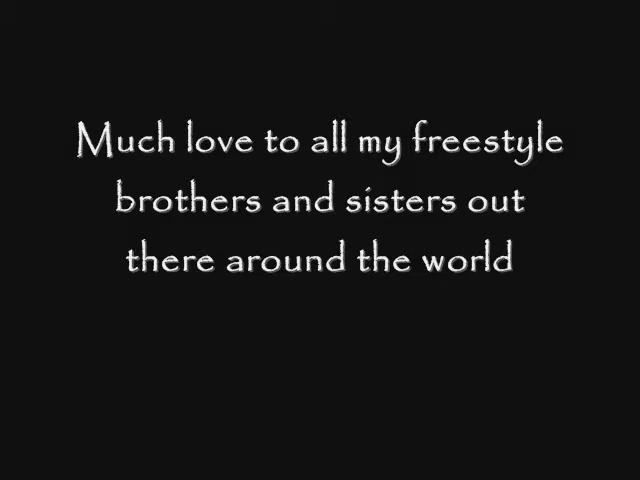 Much love to all my freestyle
brothers and sisters out
there around the world